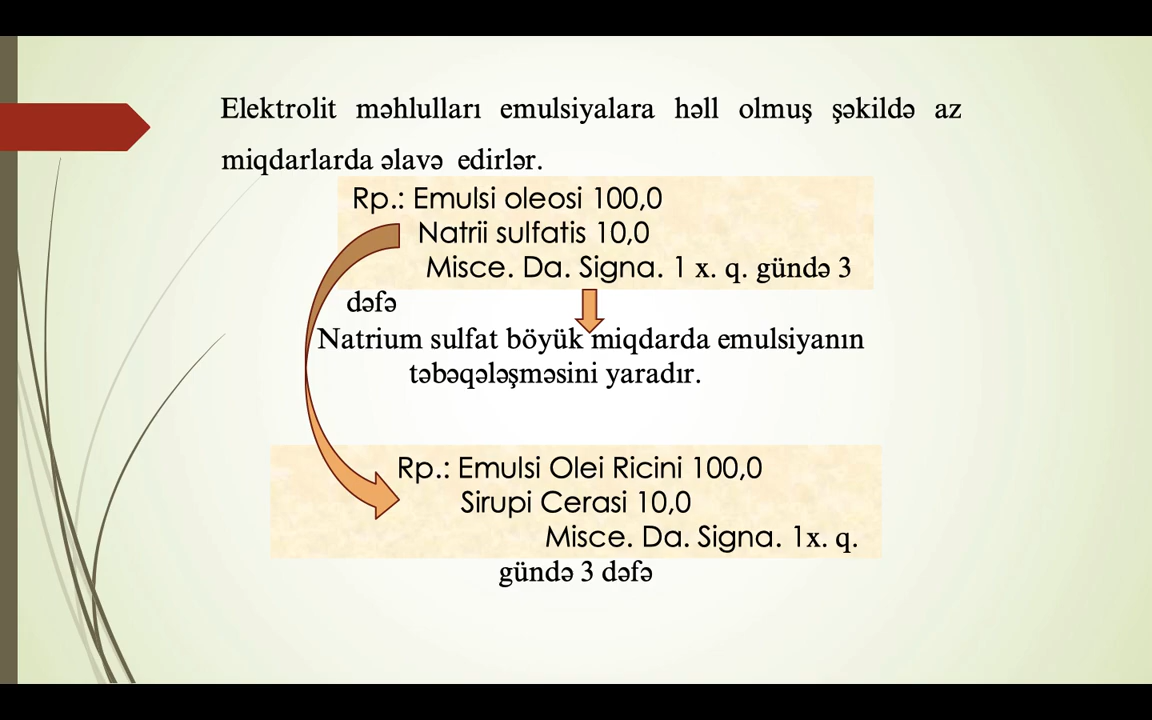 Elektrolit məhlulları emulsiyalara həll olmuş şəkildə az
miqdarlarda əlavə edirlər.
Rp.: Emulsi oleosi 100,0
Natrii sulfatis 10,0
Misce. Da. Signa. 1 x. q. gündə 3
dəfə
Natrium sulfat böyük miqdarda emulsiyanın
təbəqələşməsini yaradır.
Rp.: Emulsi Olei Ricini 100,0
Sirupi Cerasi 10,0
Misce. Da. Signa. 1x. q.
gündə 3 dəfə